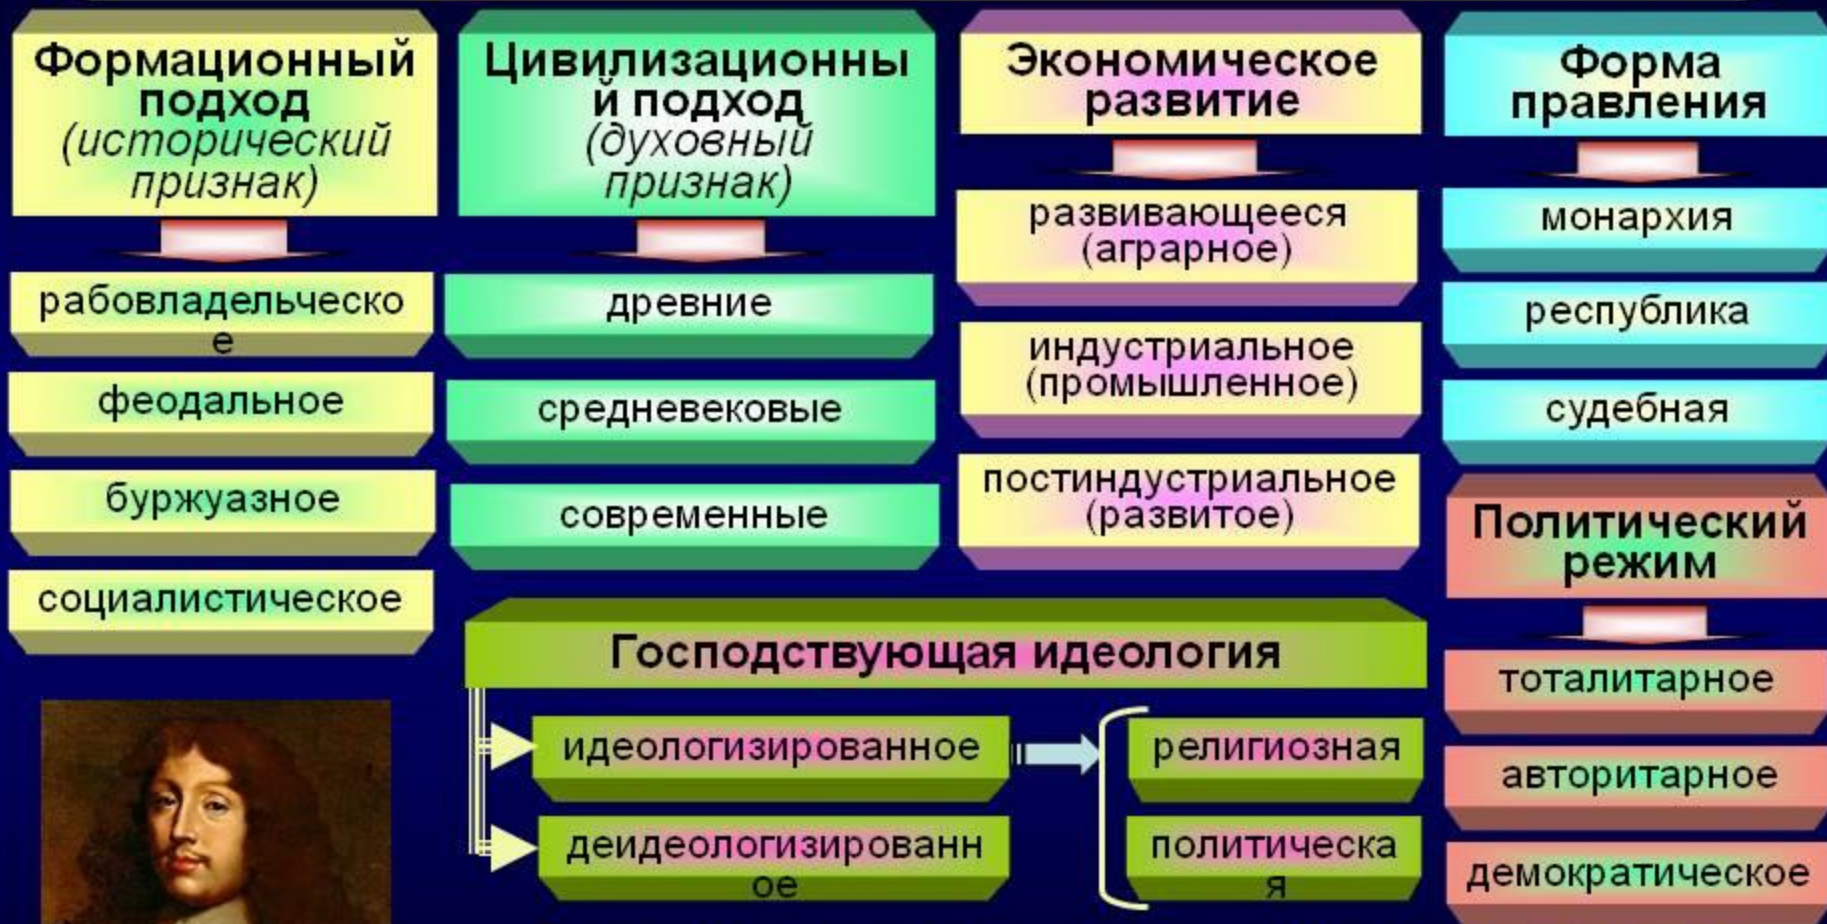 Формационный
подход
(исторический
признак)
рабовладельческо
е
феодальное
буржуазное
социалистическое
Цивилизационны
й подход
(духовный
признак)
древние
средневековые
современные
Экономическое
развитие
развивающееся
(аграрное)
индустриальное
(промышленное)
постиндустриальное
(развитое)
Форма
правления
монархия
республика
судебная
Политический
режим
тоталитарное
авторитарное
демократическое
Господствующая идеология
идеологизированное
деидеологизированн
ое
религиозная
политическа
я